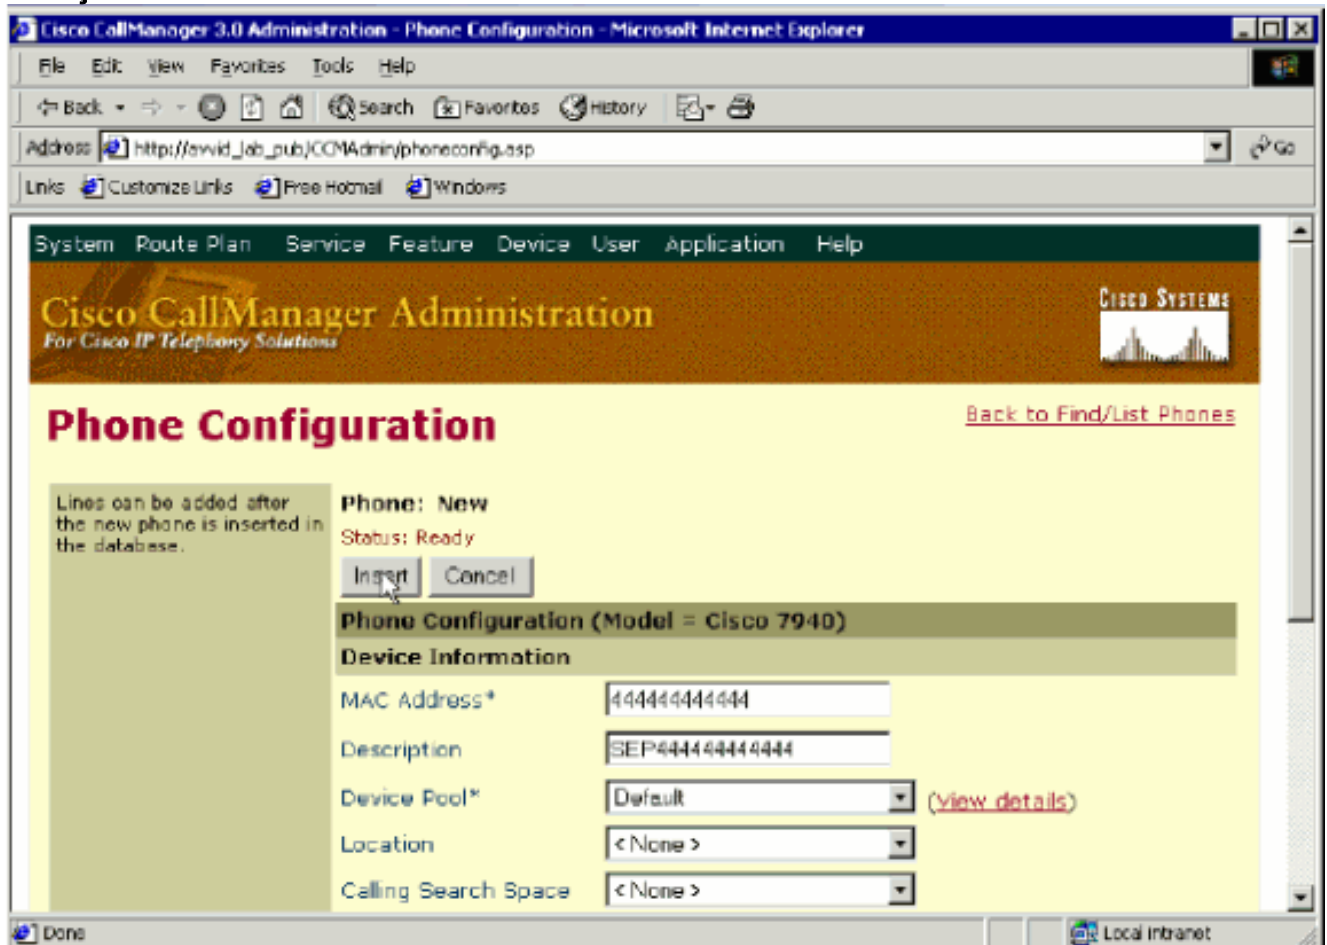 Cisco CallManager 3.0 Administration - Phone Configuration - Microsoft Internet Explorer
File Edit View Favorites Tools Help
Back Search Favorites History
Address http://avvid_lab_pub/CCMAdmin/phoneconfig.asp Go
Links Customize Links Free Hotmail Windows
System Route Plan Service Feature Device User Application Help
Cisco CallManager Administration
For Cisco IP Telephony Solutions
CISCO SYSTEMS
Phone Configuration
Back to Find/List Phones
Lines can be added after
the new phone is inserted in
the database.
Phone: New
Status: Ready
Insert Cancel
Phone Configuration (Model = Cisco 7940)
Device Information
MAC Address* 444444444444
Description SEP444444444444
Device Pool* Default (View details)
Location < None >
Calling Search Space < None >
Done Local intranet